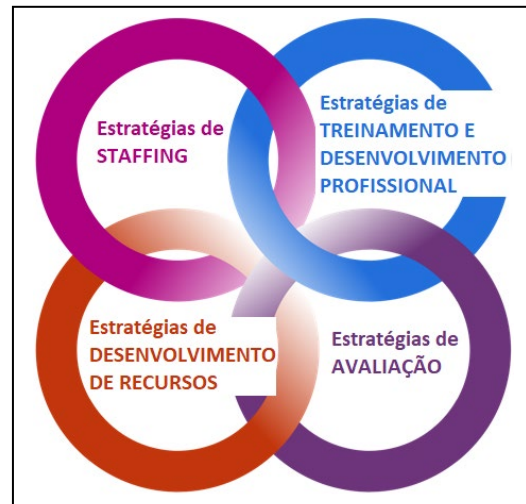 Estratégias de
STAFFING
Estratégias de
TREINAMENTO E
DESENVOLVIMENTO
PROFISSIONAL
Estratégias de
DESENVOLVIMENTO
DE RECURSOS
Estratégias de
AVALIAÇÃO